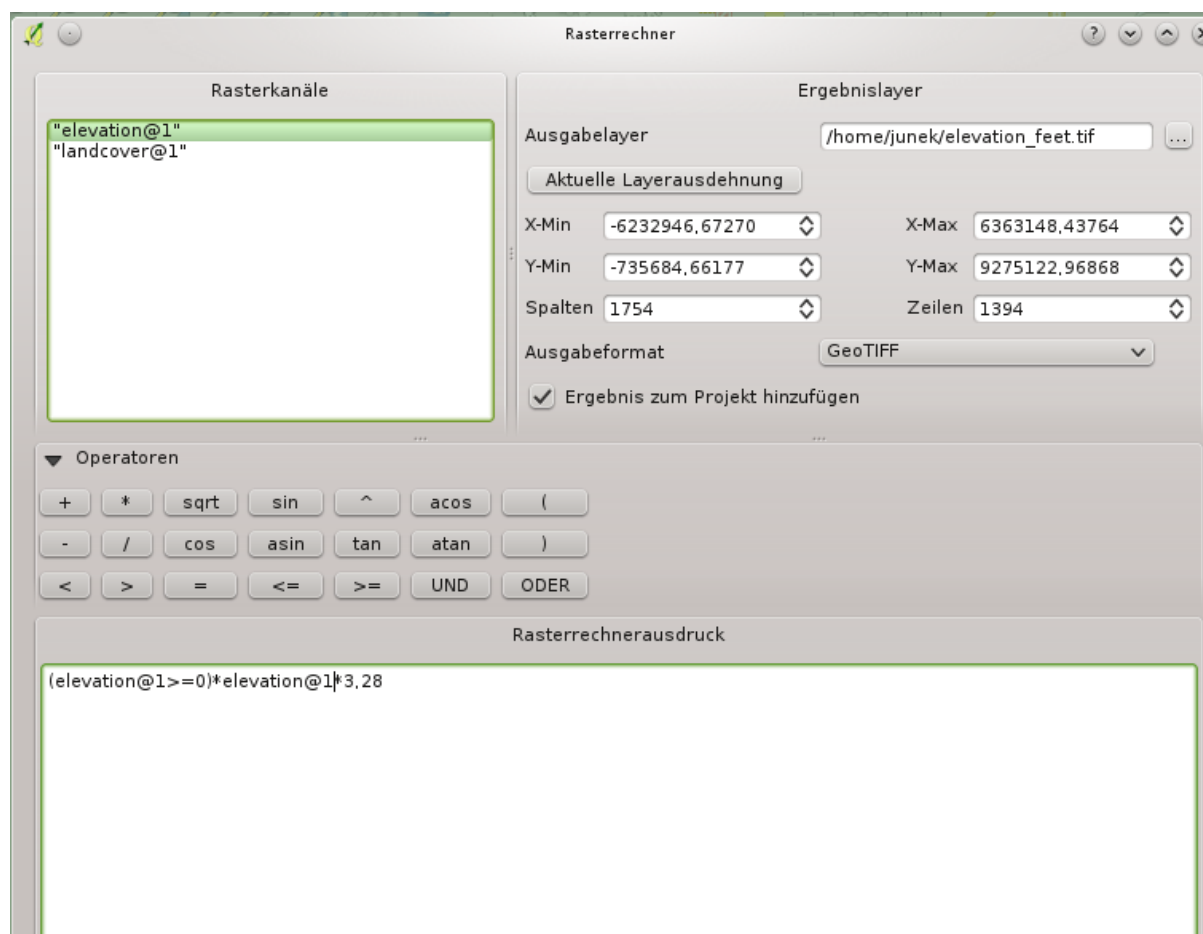 Rasterrechner
Rasterkanäle
"elevation@1"
"landcover@1"
Ergebnislayer
Ausgabelayer /home/junek/elevation_feet.tif ...
Aktuelle Layerausdehnung
X-Min -6232946,67270 X-Max 6363148,43764
Y-Min -735684,66177 Y-Max 9275122,96868
Spalten 1754 Zeilen 1394
Ausgabeformat GeoTIFF
Ergebnis zum Projekt hinzufügen
Operatoren
+ * sqrt sin ^ acos (
- / cos asin tan atan )
< > = <= >= UND ODER
Rasterrechnerausdruck
(elevation@1>=0)*elevation@1*3,28